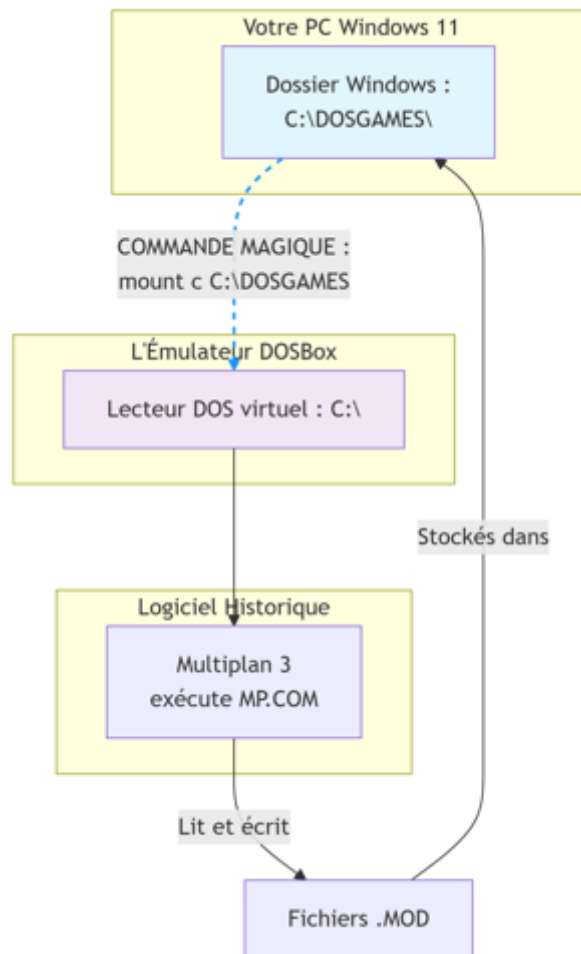 Votre PC Windows 11
Dossier Windows :
C:\DOSGAMES\
COMMANDE MAGIQUE :
mount c C:\DOSGAMES
L'Émulateur DOSBox
Lecteur DOS virtuel : C:\
Stockés dans
Logiciel Historique
Multiplan 3
exécute MP.COM
Lit et écrit
Fichiers .MOD